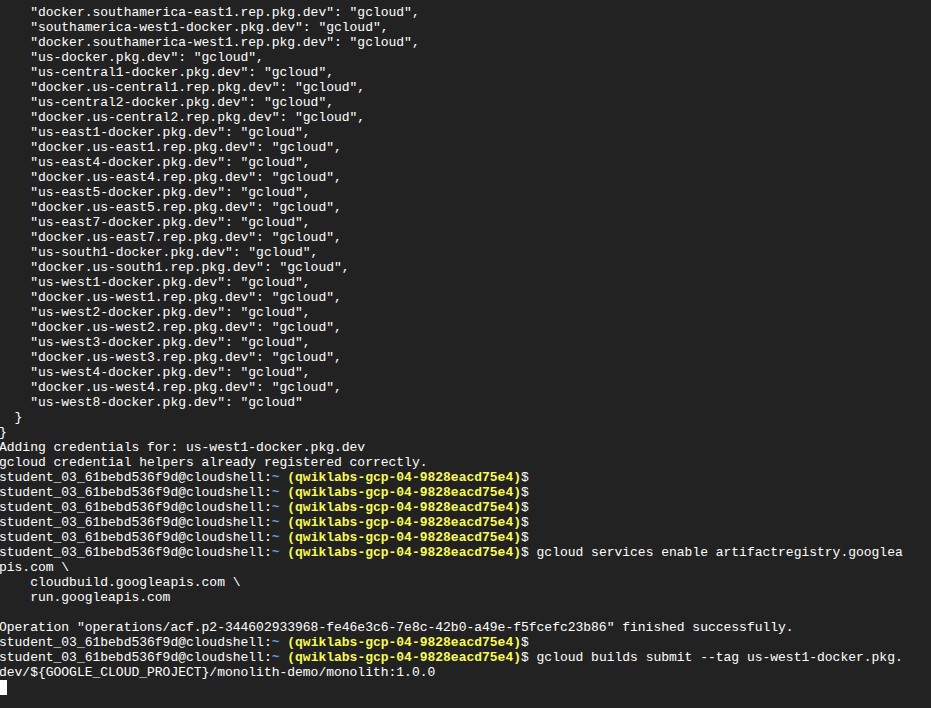 "docker.southamerica-east1.rep.pkg.dev": "gcloud",
    "southamerica-west1-docker.pkg.dev": "gcloud",
    "docker.southamerica-west1.rep.pkg.dev": "gcloud",
    "us-docker.pkg.dev": "gcloud",
    "us-central1-docker.pkg.dev": "gcloud",
    "docker.us-central1.rep.pkg.dev": "gcloud",
    "us-central2-docker.pkg.dev": "gcloud",
    "docker.us-central2.rep.pkg.dev": "gcloud",
    "us-east1-docker.pkg.dev": "gcloud",
    "docker.us-east1.rep.pkg.dev": "gcloud",
    "us-east4-docker.pkg.dev": "gcloud",
    "docker.us-east4.rep.pkg.dev": "gcloud",
    "us-east5-docker.pkg.dev": "gcloud",
    "docker.us-east5.rep.pkg.dev": "gcloud",
    "us-east7-docker.pkg.dev": "gcloud",
    "docker.us-east7.rep.pkg.dev": "gcloud",
    "us-south1-docker.pkg.dev": "gcloud",
    "docker.us-south1.rep.pkg.dev": "gcloud",
    "us-west1-docker.pkg.dev": "gcloud",
    "docker.us-west1.rep.pkg.dev": "gcloud",
    "us-west2-docker.pkg.dev": "gcloud",
    "docker.us-west2.rep.pkg.dev": "gcloud",
    "us-west3-docker.pkg.dev": "gcloud",
    "docker.us-west3.rep.pkg.dev": "gcloud",
    "us-west4-docker.pkg.dev": "gcloud",
    "docker.us-west4.rep.pkg.dev": "gcloud",
    "us-west8-docker.pkg.dev": "gcloud"
  }
}
Adding credentials for: us-west1-docker.pkg.dev
gcloud credential helpers already registered correctly.
student_03_61bebd536f9d@cloudshell:~ (qwiklabs-gcp-04-9828eacd75e4)$
student_03_61bebd536f9d@cloudshell:~ (qwiklabs-gcp-04-9828eacd75e4)$
student_03_61bebd536f9d@cloudshell:~ (qwiklabs-gcp-04-9828eacd75e4)$
student_03_61bebd536f9d@cloudshell:~ (qwiklabs-gcp-04-9828eacd75e4)$
student_03_61bebd536f9d@cloudshell:~ (qwiklabs-gcp-04-9828eacd75e4)$
student_03_61bebd536f9d@cloudshell:~ (qwiklabs-gcp-04-9828eacd75e4)$ gcloud services enable artifactregistry.googlea
pis.com \
    cloudbuild.googleapis.com \
    run.googleapis.com

Operation "operations/acf.p2-344602933968-fe46e3c6-7e8c-42b0-a49e-f5fcefc23b86" finished successfully.
student_03_61bebd536f9d@cloudshell:~ (qwiklabs-gcp-04-9828eacd75e4)$
student_03_61bebd536f9d@cloudshell:~ (qwiklabs-gcp-04-9828eacd75e4)$ gcloud builds submit --tag us-west1-docker.pkg.
dev/${GOOGLE_CLOUD_PROJECT}/monolith-demo/monolith:1.0.0